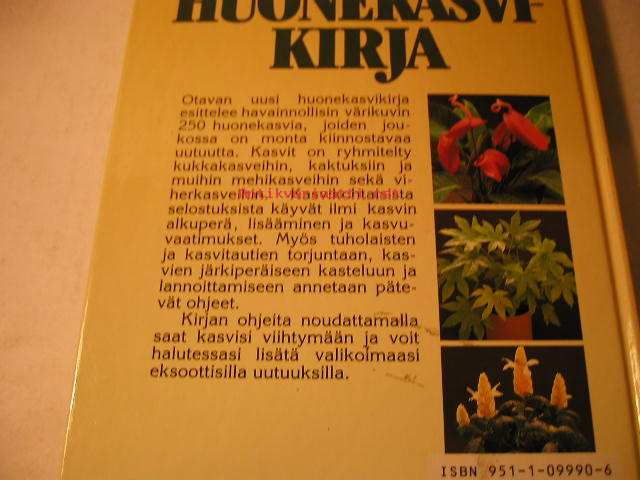 HUONEKASVI-
KIRJA
Otavan uusi huonekasvikirja
esittelee havainnollisin värikuvin
250 huonekasvia, joiden jou-
kossa on monta kiinnostavaa
uutuutta. Kasvit on ryhmitelty
kukkakasveihin, kaktuksiin ja
muihin mehikasveihin sekä vi-
herkasveihin. Kasvikohtaisista
selostuksista käyvät ilmi kasvin
alkuperä, lisääminen ja kasvu-
vaatimukset. Myös tuholaisten
ja kasvitautien torjuntaan, kas-
vien järkiperäiseen kasteluun ja
lannoittamiseen annetaan päte-
vät ohjeet.
Kirjan ohjeita noudattamalla
saat kasvisi viihtymään ja voit
halutessasi lisätä valikoimaasi
eksoottisilla uutuuksilla.
ISBN 951-1-09990-6